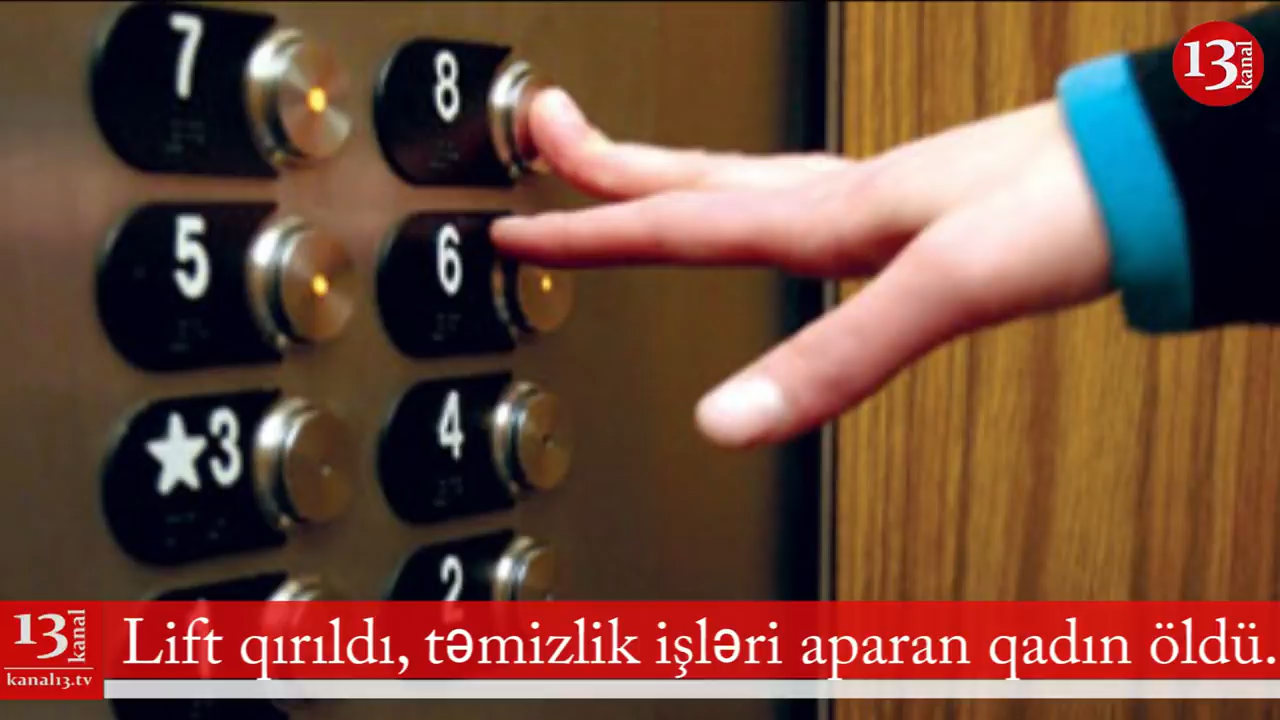 7
8
13 kanal
5
6
★3
4
2
13 kanal
kanal13.tv
Lift qırıldı, təmizlik işləri aparan qadın öldü.